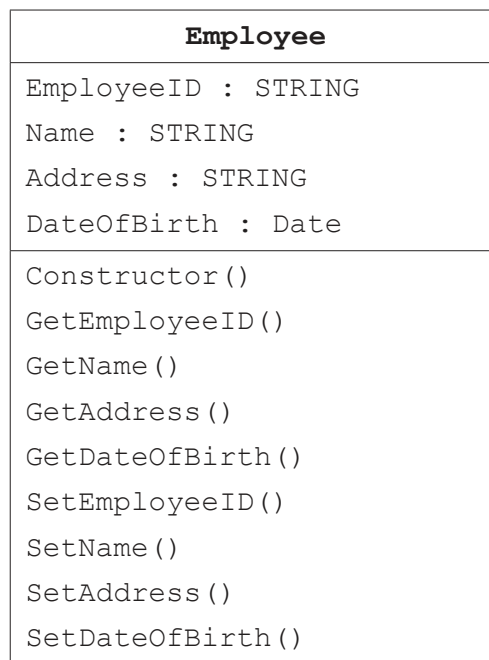 Employee
EmployeeID : STRING
Name : STRING
Address : STRING
DateOfBirth : Date
Constructor()
GetEmployeeID()
GetName()
GetAddress()
GetDateOfBirth()
SetEmployeeID()
SetName()
SetAddress()
SetDateOfBirth()